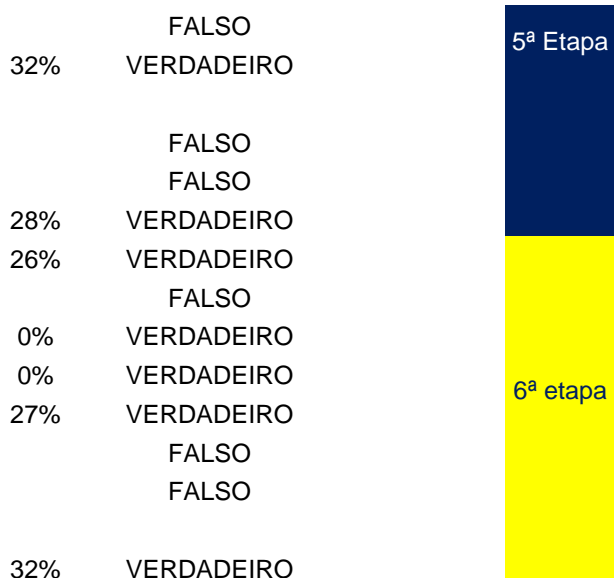 FALSO
5ª Etapa
32% VERDADEIRO
FALSO
FALSO
28% VERDADEIRO
26% VERDADEIRO
FALSO
0% VERDADEIRO
0% VERDADEIRO
6ª etapa
27% VERDADEIRO
FALSO
FALSO
32% VERDADEIRO